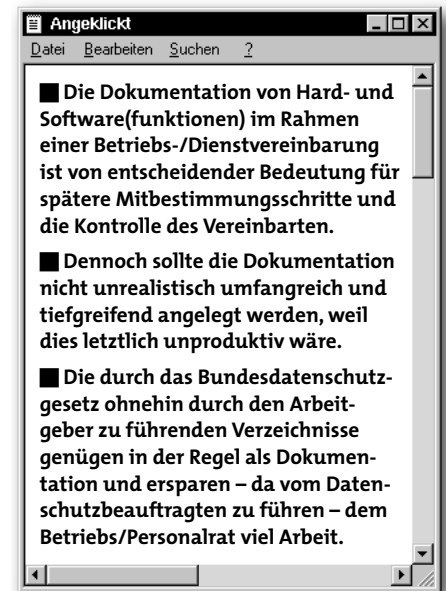 Angeklickt
Datei Bearbeiten Suchen ?
Die Dokumentation von Hard- und
Software(funktionen) im Rahmen
einer Betriebs-/Dienstvereinbarung
ist von entscheidender Bedeutung für
spätere Mitbestimmungsschritte und
die Kontrolle des Vereinbarten.
Dennoch sollte die Dokumentation
nicht unrealistisch umfangreich und
tiefgreifend angelegt werden, weil
dies letztlich unproduktiv wäre.
Die durch das Bundesdatenschutz-
gesetz ohnehin durch den Arbeit-
geber zu führenden Verzeichnisse
genügen in der Regel als Dokumen-
tation und ersparen – da vom Daten-
schutzbeauftragten zu führen – dem
Betriebs/Personalrat viel Arbeit.